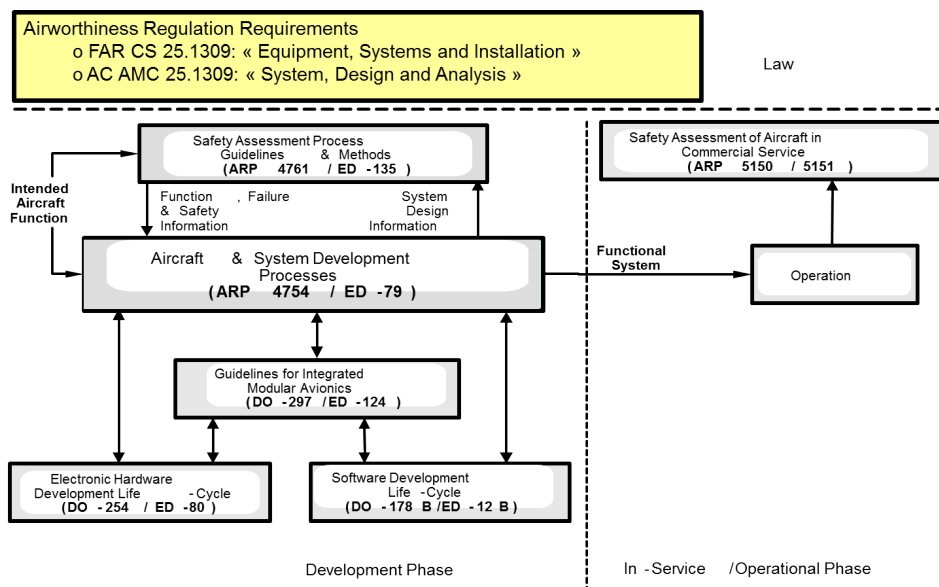 Airworthiness Regulation Requirements
o FAR CS 25.1309: « Equipment, Systems and Installation »
o AC AMC 25.1309: « System, Design and Analysis »
Law
Safety Assessment Process
Guidelines & Methods
(ARP 4761 / ED -135 )
Safety Assessment of Aircraft in
Commercial Service
(ARP 5150 / 5151)
Intended
Aircraft
Function
Function , Failure
& Safety
Information
System
Design
Information
Aircraft & System Development
Processes
(ARP 4754 / ED -79 )
Functional
System
Operation
Guidelines for Integrated
Modular Avionics
(DO -297 /ED -124 )
Electronic Hardware
Development Life -Cycle
(DO -254 / ED -80)
Software Development
Life -Cycle
(DO -178 B /ED -12 B )
Development Phase
In -Service /Operational Phase